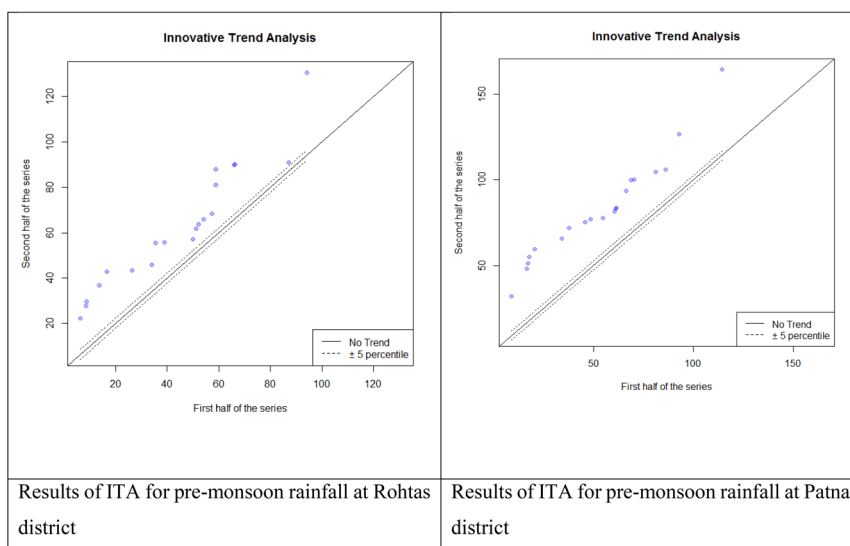 Innovative Trend Analysis
Second half of the series
120
100
80
60
40
20
No Trend
± 5 percentile
20 40 60 80 100 120
First half of the series
Results of ITA for pre-monsoon rainfall at Rohtas
district
Innovative Trend Analysis
Second half of the series
150
100
50
No Trend
± 5 percentile
50 100 150
First half of the series
Results of ITA for pre-monsoon rainfall at Patna
district